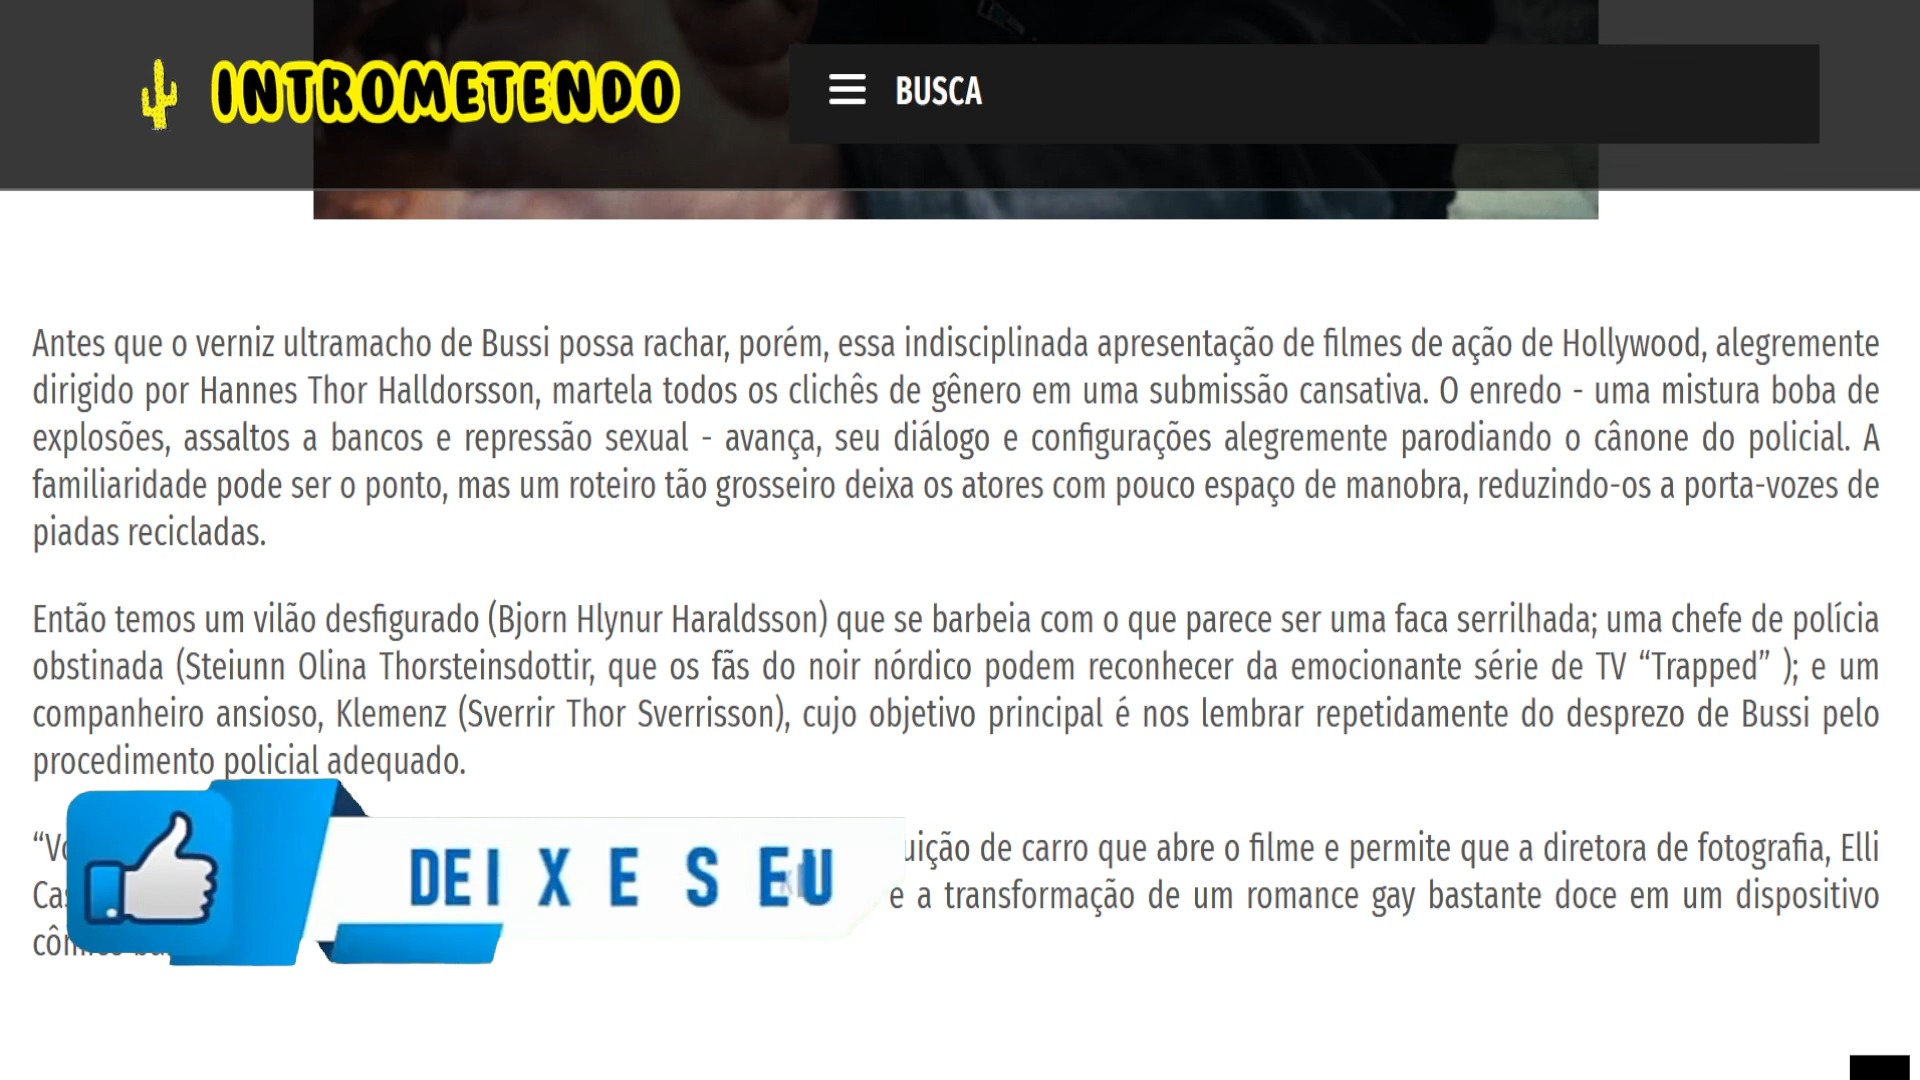 INTROMETENDO
BUSCA
Antes que o verniz ultramacho de Bussi possa rachar, porém, essa indisciplinada apresentação de filmes de ação de Hollywood, alegremente
dirigido por Hannes Thor Halldorsson, martela todos os clichês de gênero em uma submissão cansativa. O enredo - uma mistura boba de
explosões, assaltos a bancos e repressão sexual - avança, seu diálogo e configurações alegremente parodiando o cânone do policial. A
familiaridade pode ser o ponto, mas um roteiro tão grosseiro deixa os atores com pouco espaço de manobra, reduzindo-os a porta-vozes de
piadas recicladas.
Então temos um vilão desfigurado (Bjorn Hlynur Haraldsson) que se barbeia com o que parece ser uma faca serrilhada; uma chefe de polícia
obstinada (Steiunn Olina Thorsteinsdottir, que os fãs do noir nórdico podem reconhecer da emocionante série de TV “Trapped” ); e um
companheiro ansioso, Klemenz (Sverrir Thor Sverrisson), cujo objetivo principal é nos lembrar repetidamente do desprezo de Bussi pelo
procedimento policial adequado.
de carro que abre o filme e permite que a diretora de fotografia, Elli
e a transformação de um romance gay bastante doce em um dispositivo
DEIXE SEU